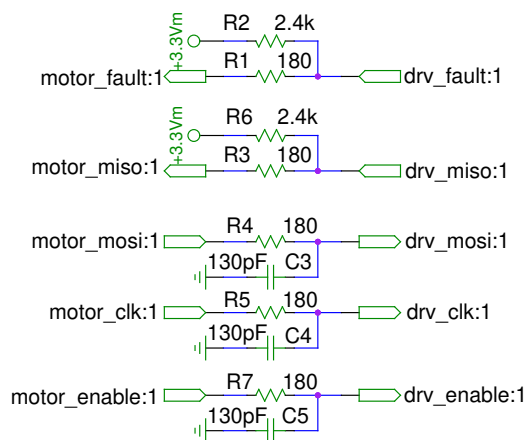 R2 2.4k
+3.3Vm
R1 180
motor_fault:1 drv_fault:1
R6 2.4k
+3.3Vm
R3 180
motor_miso:1 drv_miso:1
R4 180
motor_mosi:1 drv_mosi:1
130pF C3
R5 180
motor_clk:1 drv_clk:1
130pF C4
R7 180
motor_enable:1 drv_enable:1
130pF C5